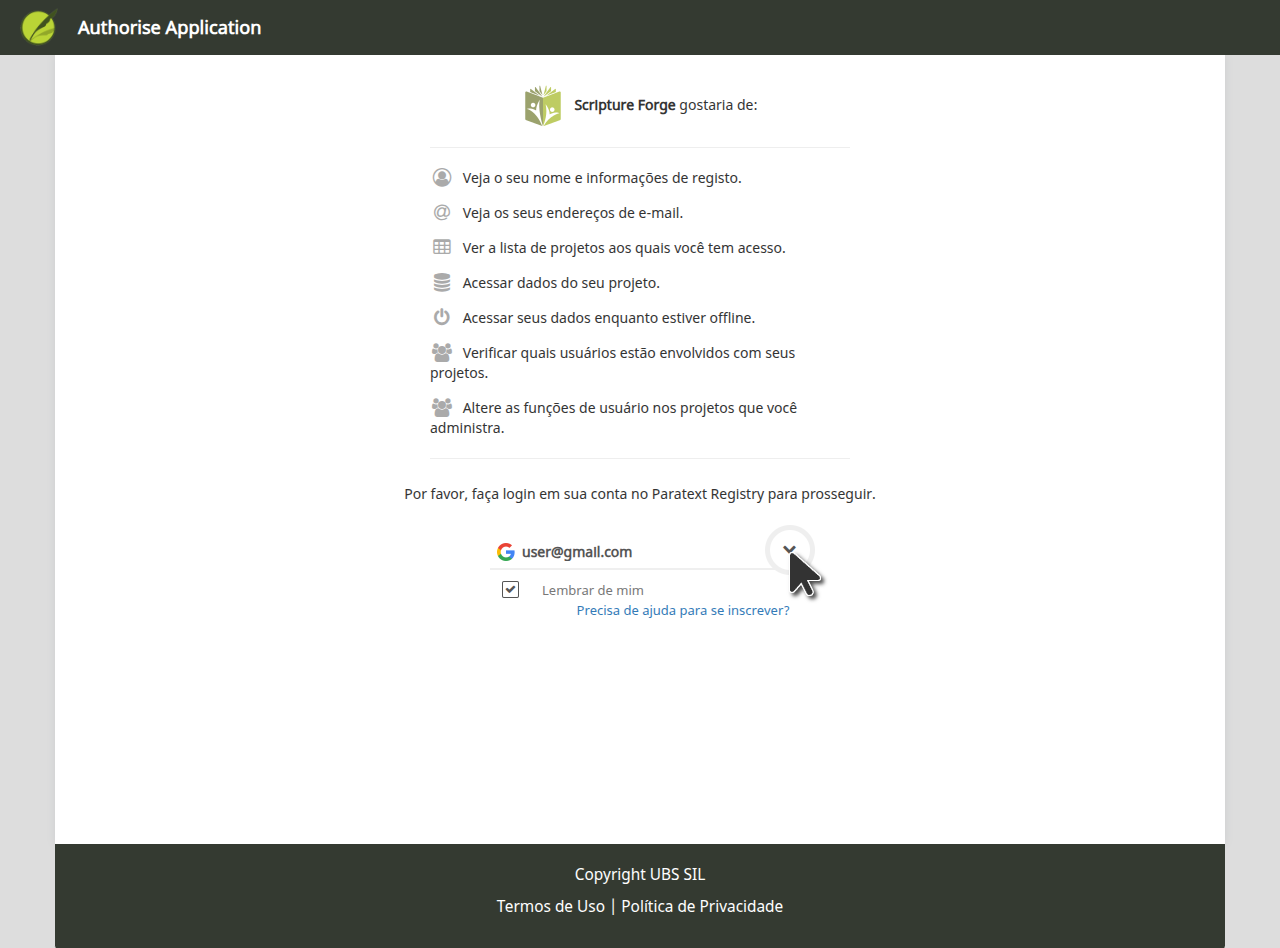 Authorise Application
Scripture Forge gostaria de:
Veja o seu nome e informações de registo.
Veja os seus endereços de e-mail.
Ver a lista de projetos aos quais você tem acesso.
Acessar dados do seu projeto.
Acessar seus dados enquanto estiver offline.
Verificar quais usuários estão envolvidos com seus
projetos.
Altere as funções de usuário nos projetos que você
administra.
Por favor, faça login em sua conta no Paratext Registry para prosseguir.
user@gmail.com
Lembrar de mim
Precisa de ajuda para se inscrever?
Copyright UBS SIL
Termos de Uso | Política de Privacidade